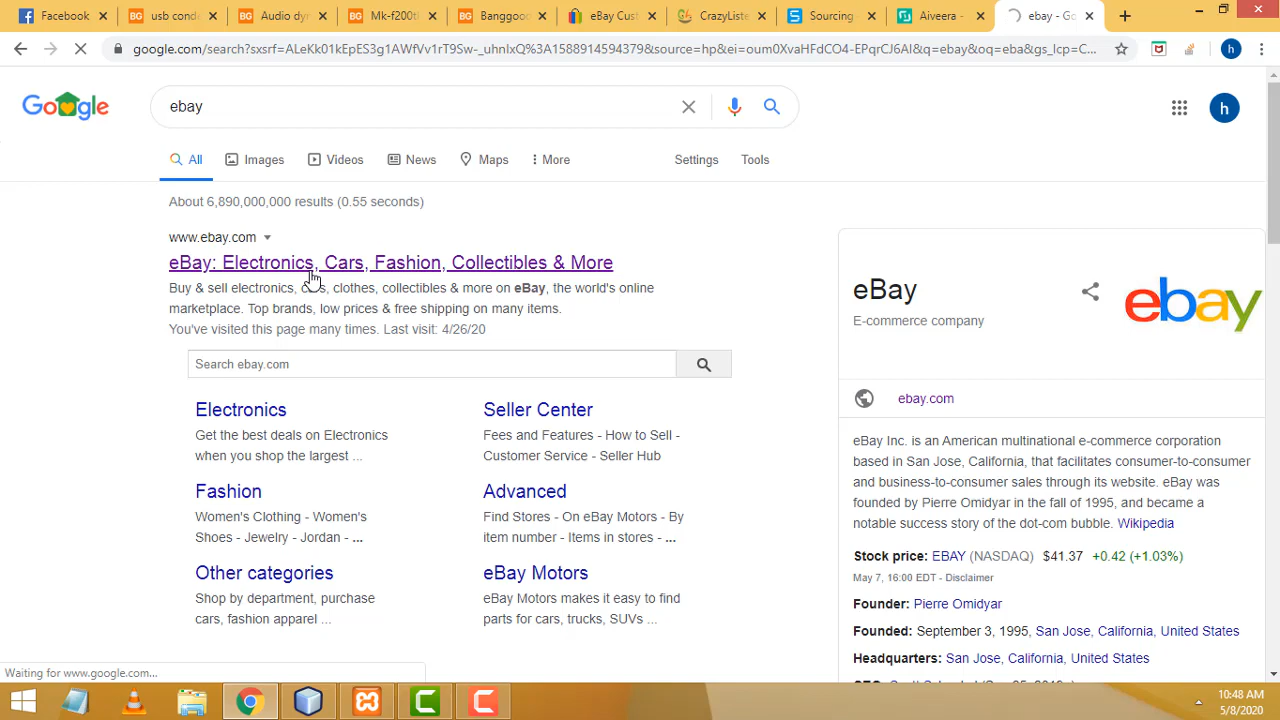 Facebook
usb conde
Audio dyn
Mk-f200tl
Banggood
eBay Cust
CrazyListe
Sourcing -
Aiveera -
ebay - Go
google.com/search?sxsrf=ALeKk01kEpES3g1AWfVv1rT9Sw-_uhnIxQ%3A1588914594379&source=hp&ei=oum0XvaHFdCO4-EPqrCJ6AI&q=ebay&oq=eba&gs_lcp=C...
h
Google
ebay
h
All
Images
Videos
News
Maps
More
Settings
Tools
About 6,890,000,000 results (0.55 seconds)
www.ebay.com
eBay: Electronics, Cars, Fashion, Collectibles & More
Buy & sell electronics, cars, clothes, collectibles & more on eBay, the world's online
marketplace. Top brands, low prices & free shipping on many items.
You've visited this page many times. Last visit: 4/26/20
Search ebay.com
Electronics
Get the best deals on Electronics
when you shop the largest ...
Seller Center
Fees and Features - How to Sell -
Customer Service - Seller Hub
Fashion
Women's Clothing - Women's
Shoes - Jewelry - Jordan - ...
Advanced
Find Stores - On eBay Motors - By
item number - Items in stores - ...
Other categories
Shop by department, purchase
cars, fashion apparel ...
eBay Motors
eBay Motors makes it easy to find
parts for cars, trucks, SUVs ...
eBay
E-commerce company
ebay
ebay.com
eBay Inc. is an American multinational e-commerce corporation
based in San Jose, California, that facilitates consumer-to-consumer
and business-to-consumer sales through its website. eBay was
founded by Pierre Omidyar in the fall of 1995, and became a
notable success story of the dot-com bubble. Wikipedia
Stock price: EBAY (NASDAQ) $41.37 +0.42 (+1.03%)
May 7, 16:00 EDT - Disclaimer
Founder: Pierre Omidyar
Founded: September 3, 1995, San Jose, California, United States
Headquarters: San Jose, California, United States
Waiting for www.google.com...
10:48 AM
5/8/2020